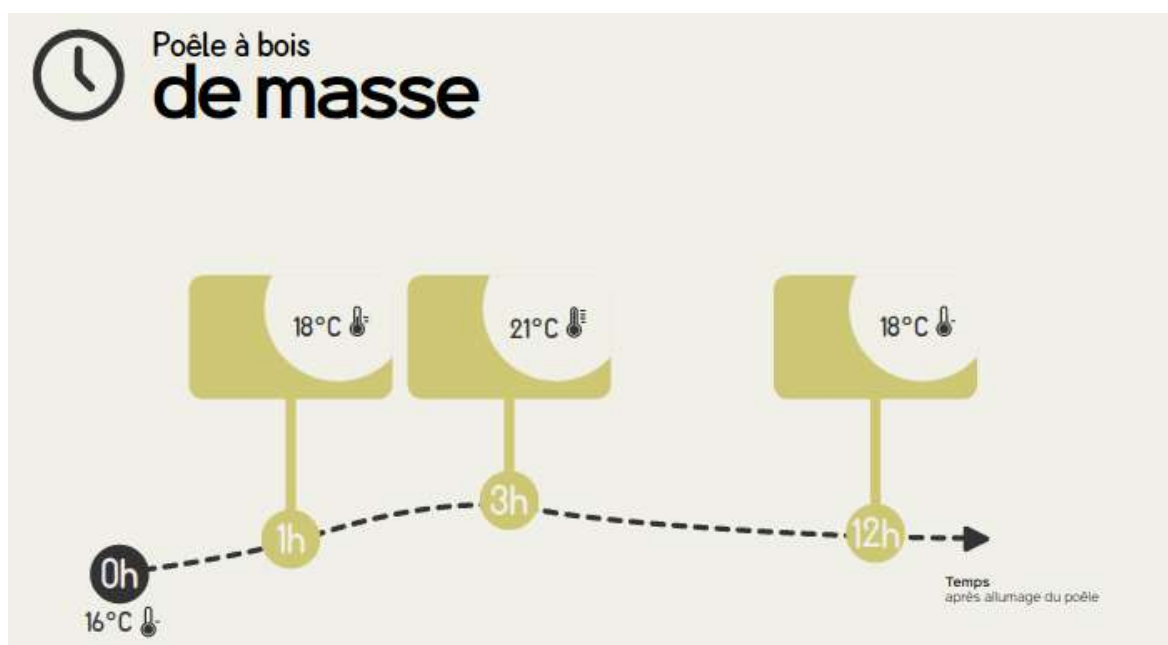 Poêle à bois
de masse
18°C
21°C
18°C
3h
1h
12h
0h
16°C
Temps
après allumage du poêle